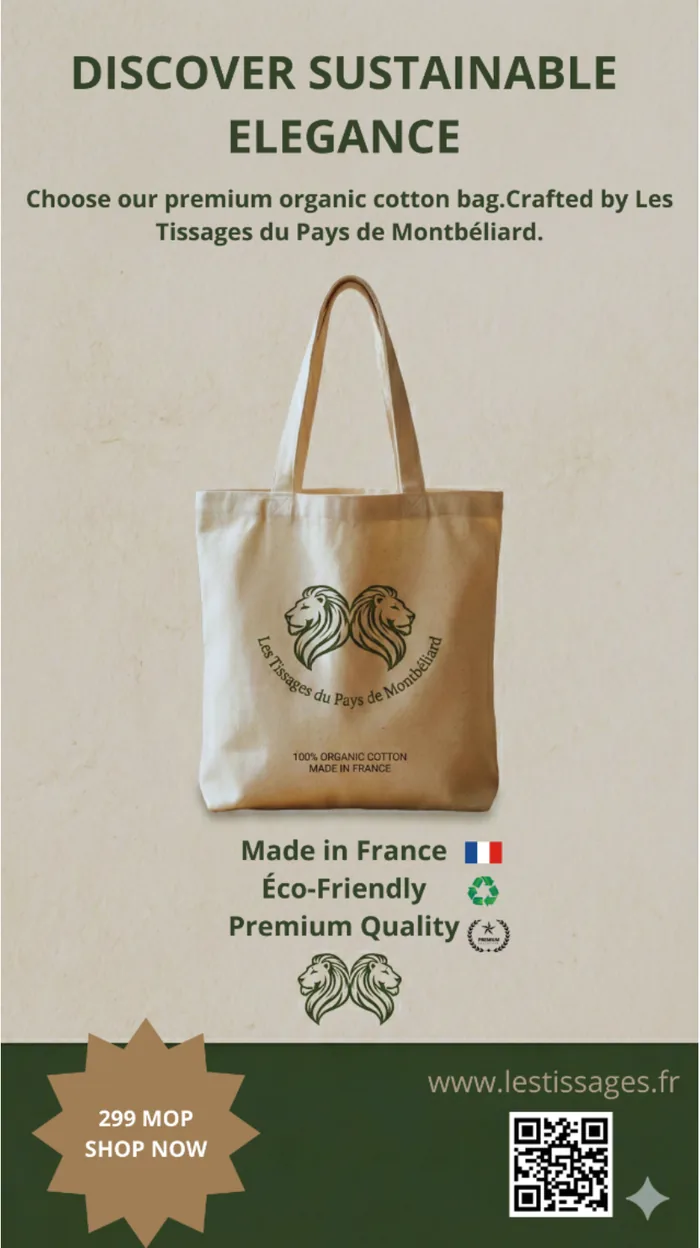 DISCOVER SUSTAINABLE
ELEGANCE
Choose our premium organic cotton bag.Crafted by Les
Tissages du Pays de Montbéliard.
Les Tissages du Pays de Montbéliard
100% ORGANIC COTTON
MADE IN FRANCE
Made in France
Éco-Friendly
Premium Quality
PREMIUM
299 MOP
SHOP NOW
www.lestissages.fr